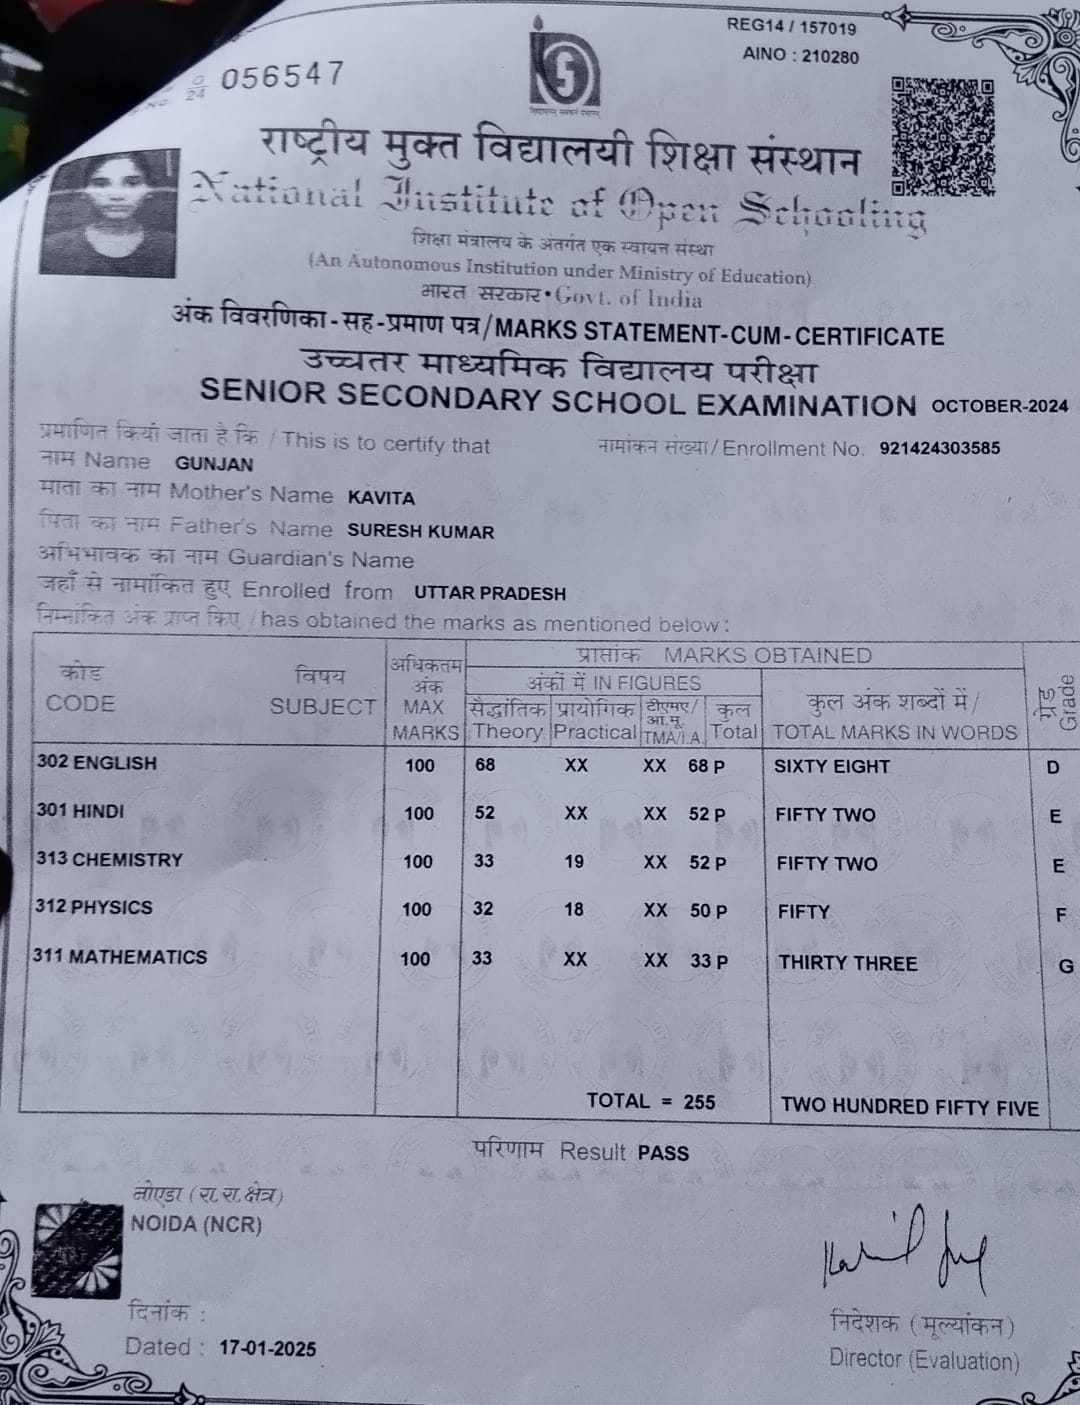 REG14 / 157019
AINO : 210280
056547
राष्ट्रीय मुक्त विद्यालयी शिक्षा संस्थान
National Institute of Open Schooling
शिक्षा मंत्रालय के अंतर्गत एक स्वायत्त संस्था
(An Autonomous Institution under Ministry of Education)
भारत सरकार • Govt. of India
अंक विवरणिका - सह - प्रमाण पत्र / MARKS STATEMENT-CUM-CERTIFICATE
उच्चतर माध्यमिक विद्यालय परीक्षा
SENIOR SECONDARY SCHOOL EXAMINATION OCTOBER-2024
प्रमाणित किया जाता है कि / This is to certify that नामांकन संख्या / Enrollment No. 921424303585
नाम Name GUNJAN
माता का नाम Mother's Name KAVITA
पिता का नाम Father's Name SURESH KUMAR
अभिभावक का नाम Guardian's Name
जहाँ से नामांकित हुए Enrolled from UTTAR PRADESH
निम्नांकित अंक प्राप्त किए / has obtained the marks as mentioned below :
कोड CODE विषय SUBJECT अधिकतम अंक MAX MARKS प्राप्तांक MARKS OBTAINED ग्रेड Grade
अंकों में IN FIGURES कुल अंक शब्दों में / TOTAL MARKS IN WORDS
सैद्धांतिक Theory प्रायोगिक Practical टीएमए/आ.मू. TMA/I.A. कुल Total
302 ENGLISH 100 68 XX XX 68 P SIXTY EIGHT D
301 HINDI 100 52 XX XX 52 P FIFTY TWO E
313 CHEMISTRY 100 33 19 XX 52 P FIFTY TWO E
312 PHYSICS 100 32 18 XX 50 P FIFTY F
311 MATHEMATICS 100 33 XX XX 33 P THIRTY THREE G
TOTAL = 255 TWO HUNDRED FIFTY FIVE
परिणाम Result PASS
नोएडा (रा.रा.क्षेत्र)
NOIDA (NCR)
दिनांक :
Dated : 17-01-2025
निदेशक (मूल्यांकन)
Director (Evaluation)